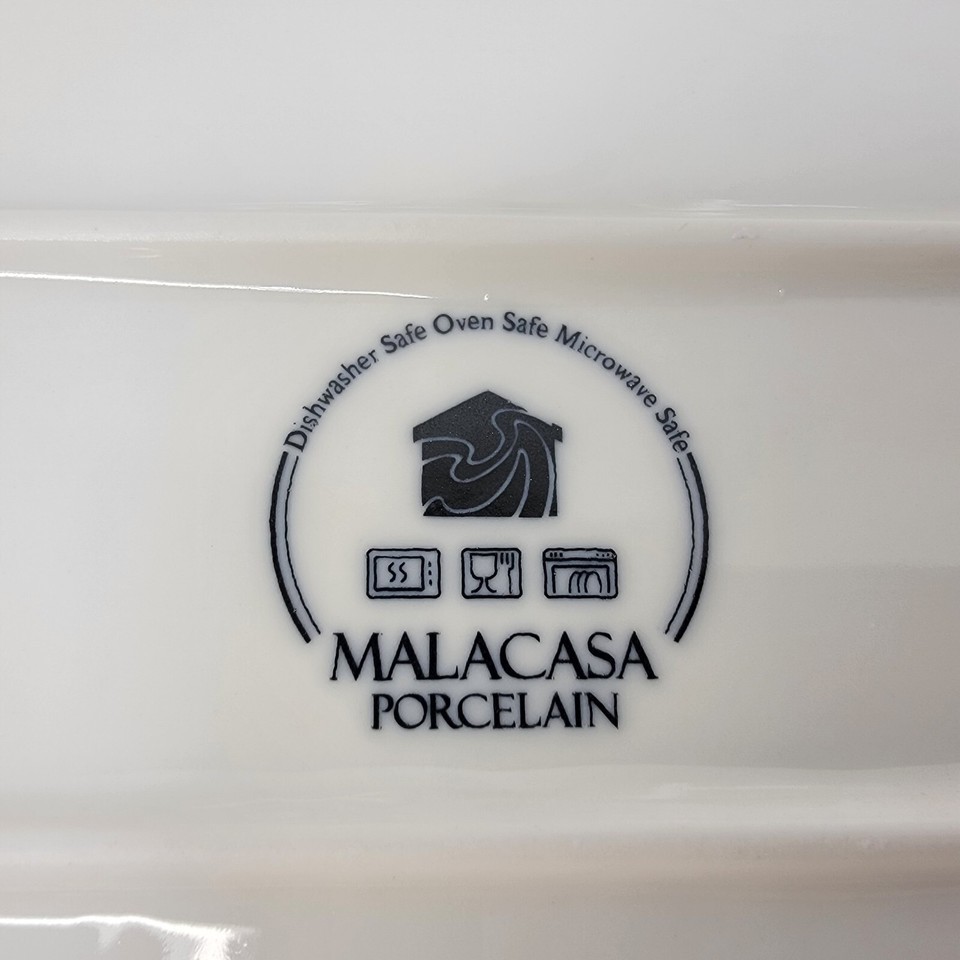 Dishwasher Safe Oven Safe Microwave Safe
MALACASA
PORCELAIN